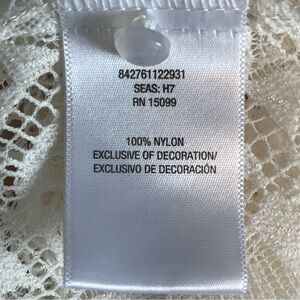 842761122931
SEAS: H7
RN 15099
100% NYLON
EXCLUSIVE OF DECORATION/
EXCLUSIVO DE DECORACIÓN